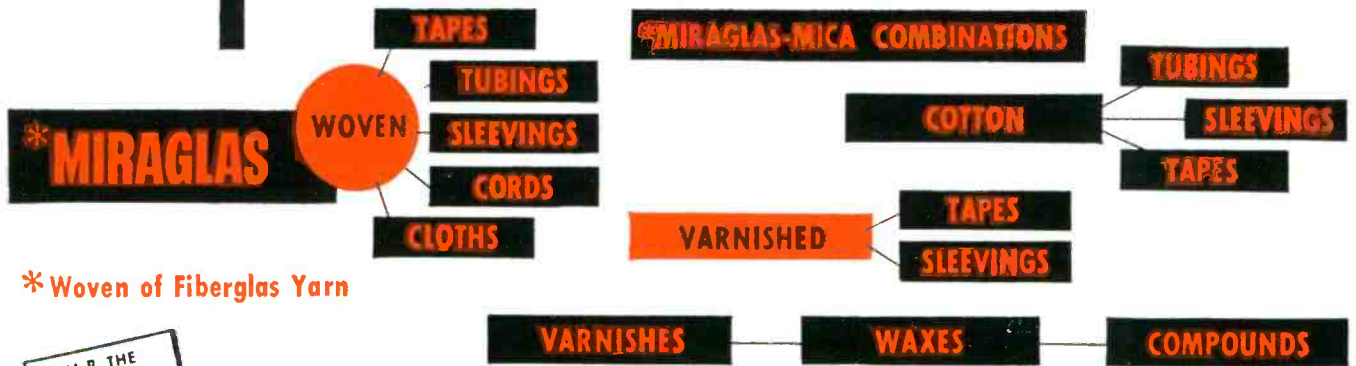 *MIRAGLAS
WOVEN
TAPES
TUBINGS
SLEEVINGS
CORDS
CLOTHS
*MIRAGLAS-MICA COMBINATIONS
COTTON
TUBINGS
SLEEVINGS
TAPES
VARNISHED
TAPES
SLEEVINGS
*Woven of Fiberglas Yarn
VARNISHES
WAXES
COMPOUNDS
THE